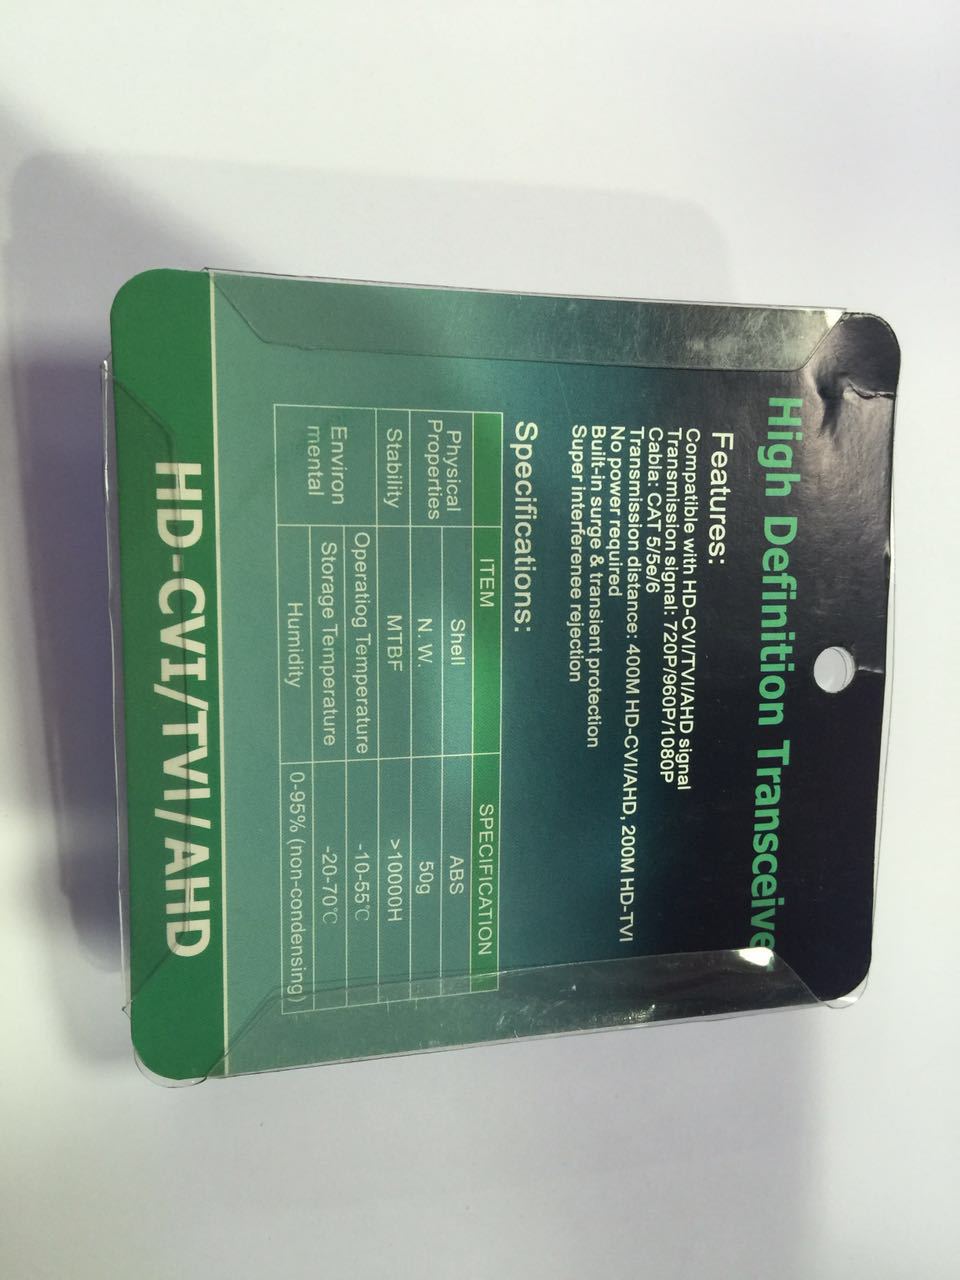 High Definition Transceiver
Features:
Compatible with HD-CVI/TVI/AHD signal
Transmission signal: 720P/960P/1080P
Cabla: CAT 5/5e/6
Transmission distance: 400M HD-CVI/AHD, 200M HD-TVI
No power required
Built-in surge & transient protection
Super interferenee rejection
Specifications:
ITEM SPECIFICATION
Physical Properties Shell ABS
N. W. 50g
Stability MTBF >10000H
Environ mental Operatiog Temperature -10-55℃
Storage Temperature -20-70℃
Humidity 0-95% (non-condensing)
HD-CVI/TVI/AHD